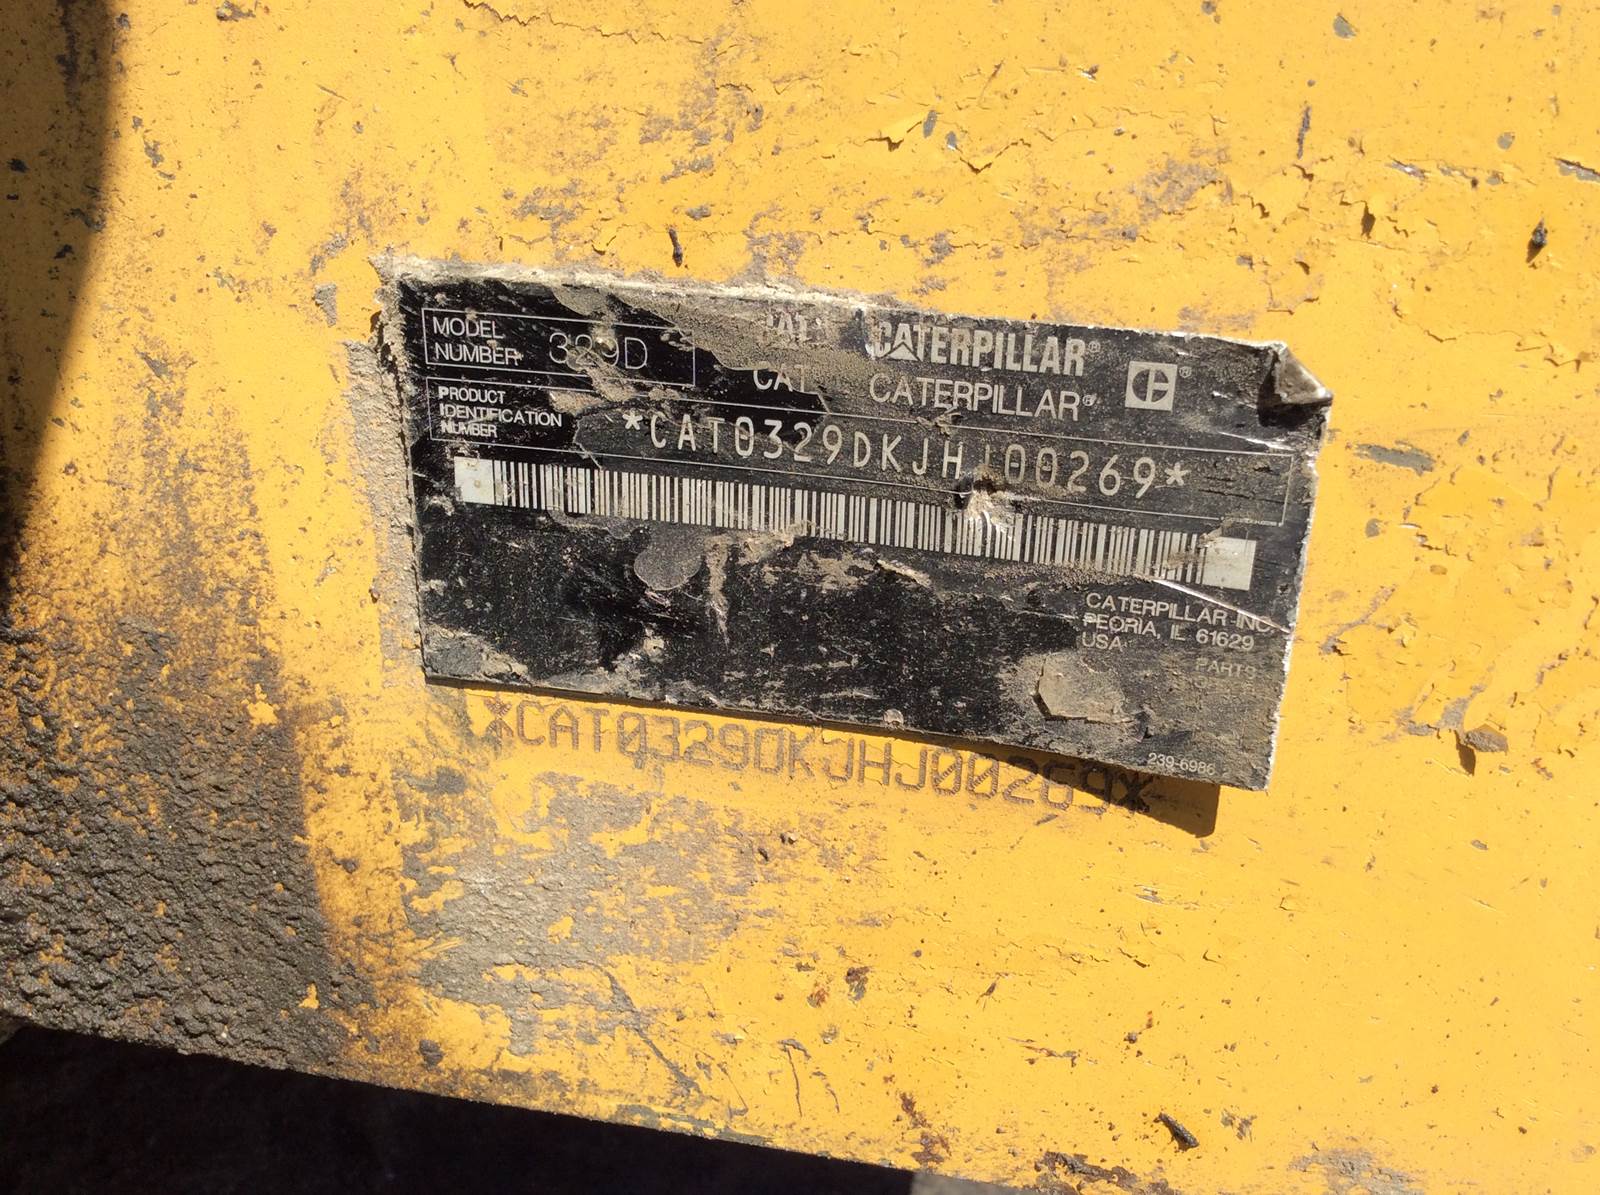 MODEL
NUMBER 329D
CATERPILLAR®
CAT CATERPILLAR®
PRODUCT
IDENTIFICATION
NUMBER
*CAT0329DKJHJ00269*
CATERPILLAR INC.
PEORIA, IL 61629
USA
PARTS
239-6986 2
*CAT0329DKJHJ00269*